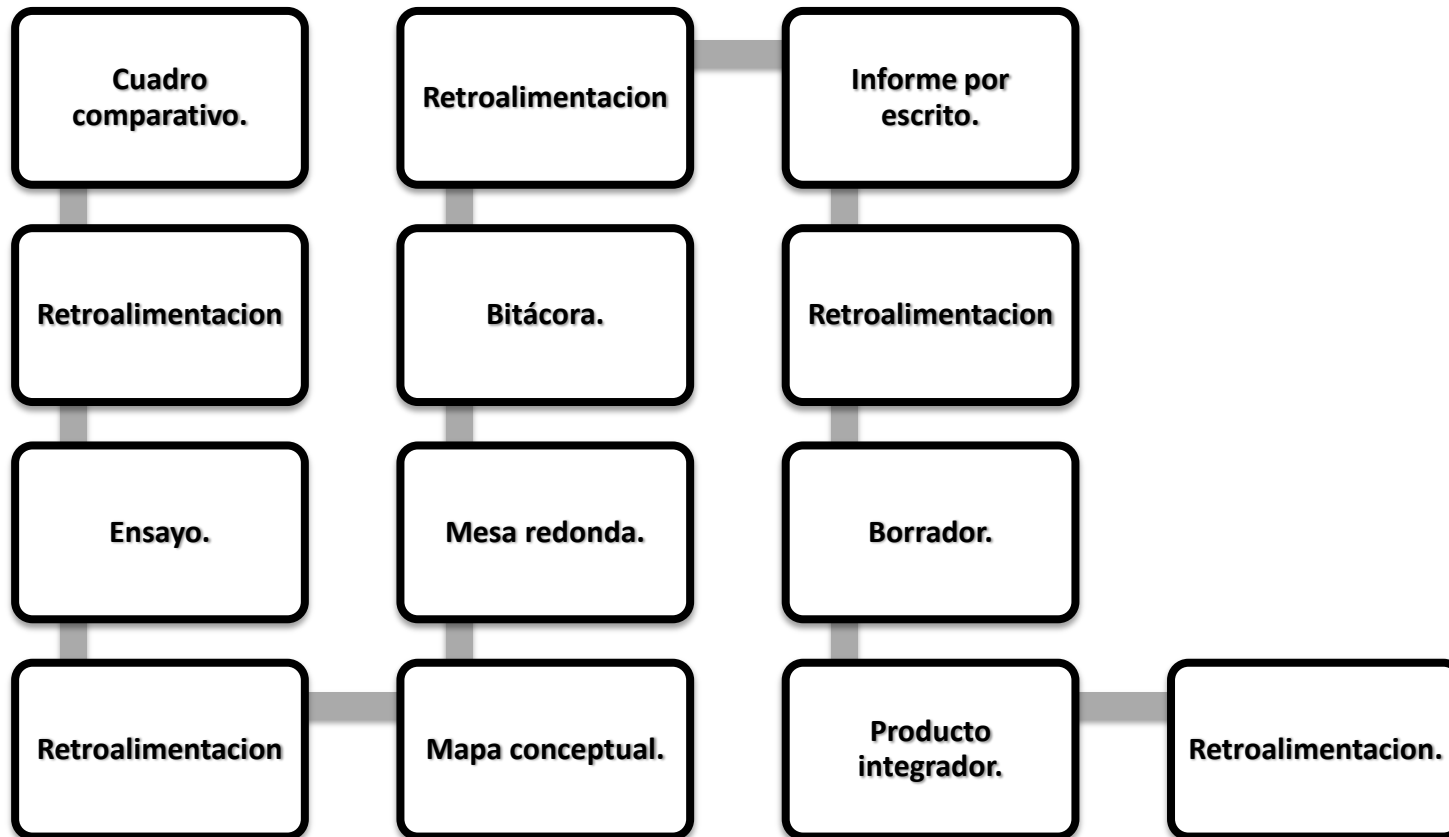 Cuadro
comparativo.
Retroalimentacion
Ensayo.
Retroalimentacion
Mapa conceptual.
Mesa redonda.
Bitácora.
Retroalimentacion
Informe por
escrito.
Retroalimentacion
Borrador.
Producto
integrador.
Retroalimentacion.